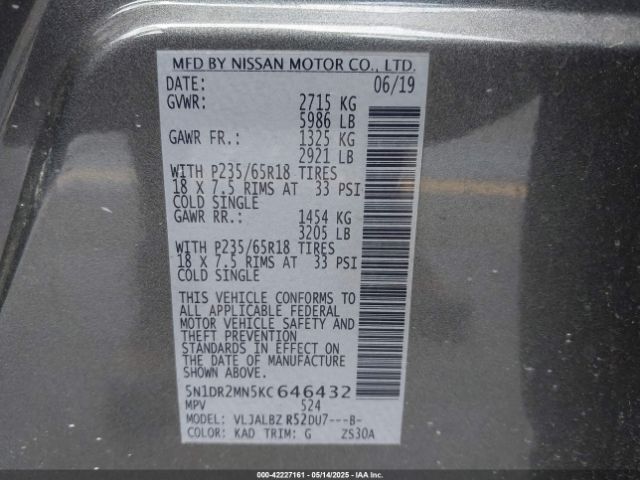 MFD BY NISSAN MOTOR CO., LTD.
DATE: 06/19
GVWR: 2715 KG
5986 LB
GAWR FR.: 1325 KG
2921 LB
WITH P235/65R18 TIRES
18 X 7.5 RIMS AT 33 PSI
COLD SINGLE
GAWR RR.: 1454 KG
3205 LB
WITH P235/65R18 TIRES
18 X 7.5 RIMS AT 33 PSI
COLD SINGLE
THIS VEHICLE CONFORMS TO
ALL APPLICABLE FEDERAL
MOTOR VEHICLE SAFETY AND
THEFT PREVENTION
STANDARDS IN EFFECT ON
THE DATE OF MANUFACTURE
SHOWN ABOVE.
5N1DR2MN5KC646432
MPV 524
MODEL: VLJALBZ R52DU7---B-
COLOR: KAD TRIM: G ZS30A
000-42227161 - 05/14/2025 - IAA Inc.